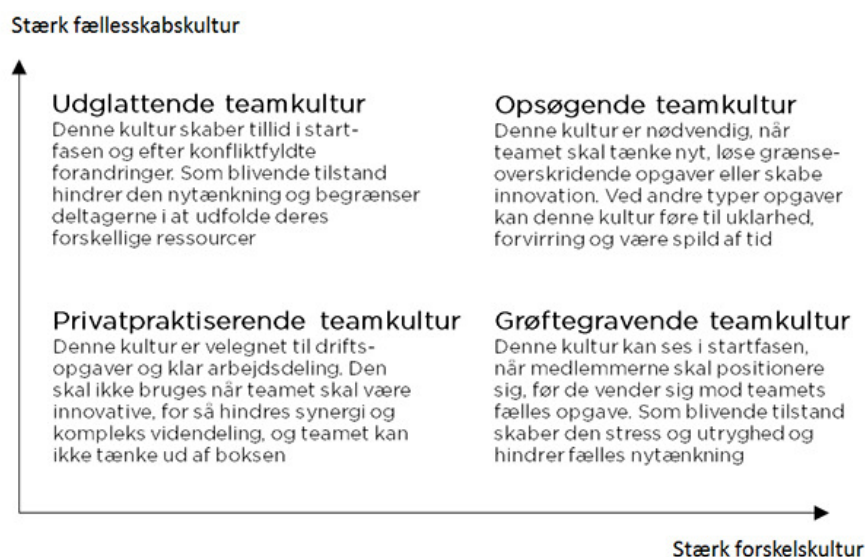 Stærk fællesskabskultur
Udglattende teamkultur
Denne kultur skaber tillid i start-
fasen og efter konfliktfyldte
forandringer. Som blivende tilstand
hindrer den nytænkning og begrænser
deltagerne i at udfolde deres
forskellige ressourcer
Opsøgende teamkultur
Denne kultur er nødvendig, når
teamet skal tænke nyt, løse grænse-
overskridende opgaver eller skabe
innovation. Ved andre typer opgaver
kan denne kultur føre til uklarhed,
forvirring og være spild af tid
Privatpraktiserende teamkultur
Denne kultur er velegnet til drifts-
opgaver og klar arbejdsdeling. Den
skal ikke bruges når teamet skal være
innovative, for så hindres synergi og
kompleks videndeling, og teamet kan
ikke tænke ud af boksen
Grøftegravende teamkultur
Denne kultur kan ses i startfasen,
når medlemmerne skal positionere
sig, før de vender sig mod teamets
fælles opgave. Som blivende tilstand
skaber den stress og utryghed og
hindrer fælles nytænkning
Stærk forskelskultur